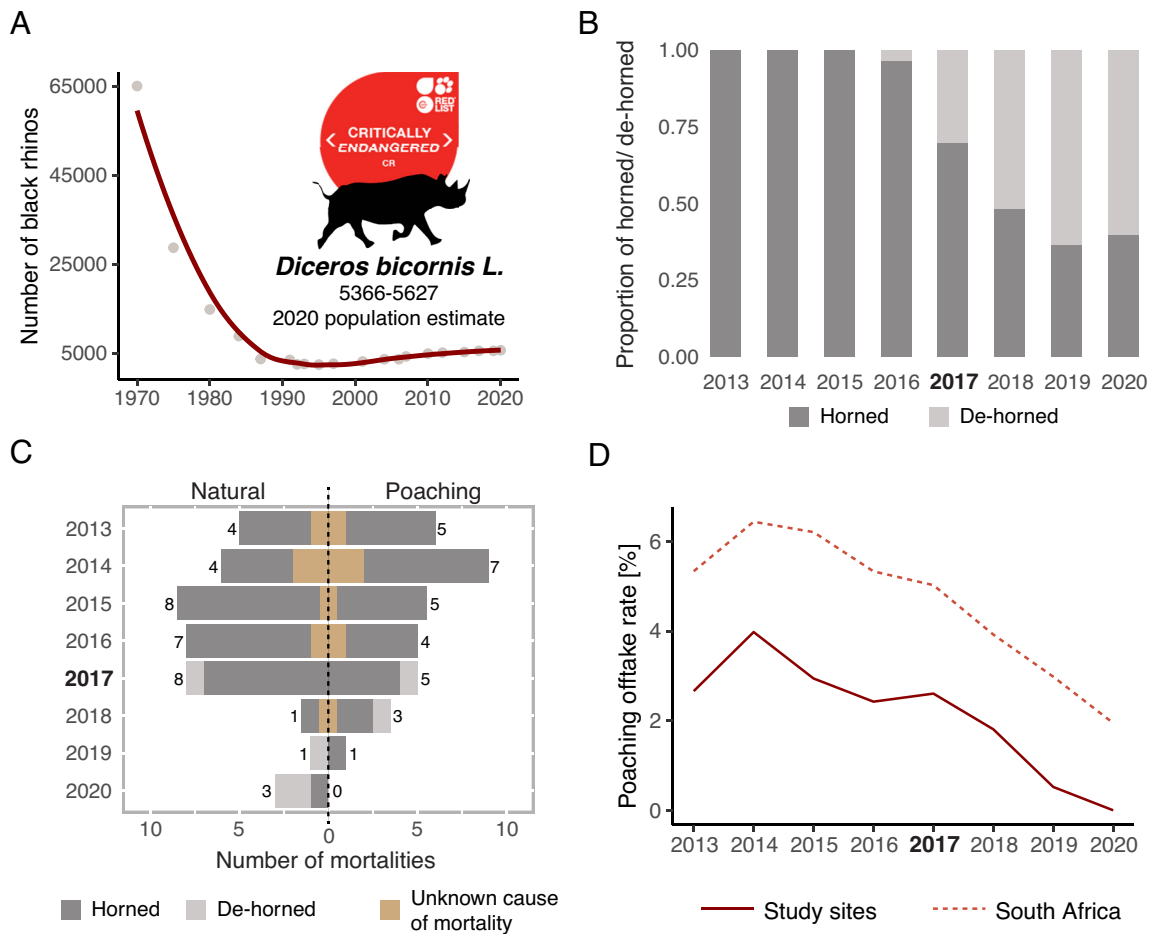 A
Number of black rhinos
65000
45000
25000
5000
1970 1980 1990 2000 2010 2020
RED
LIST
CRITICALLY
< ENDANGERED >
CR
Diceros bicornis L.
5366-5627
2020 population estimate
B
Proportion of horned/ de-horned
1.00
0.75
0.50
0.25
0.00
2013 2014 2015 2016 2017 2018 2019 2020
Horned De-horned
C
Natural Poaching
2013 4 5
2014 4 7
2015 8 5
2016 7 4
2017 8 5
2018 1 3
2019 1 1
2020 3 0
10 5 0 5 10
Number of mortalities
Horned De-horned Unknown cause
of mortality
D
Poaching offtake rate [%]
6
4
2
0
2013 2014 2015 2016 2017 2018 2019 2020
Study sites South Africa